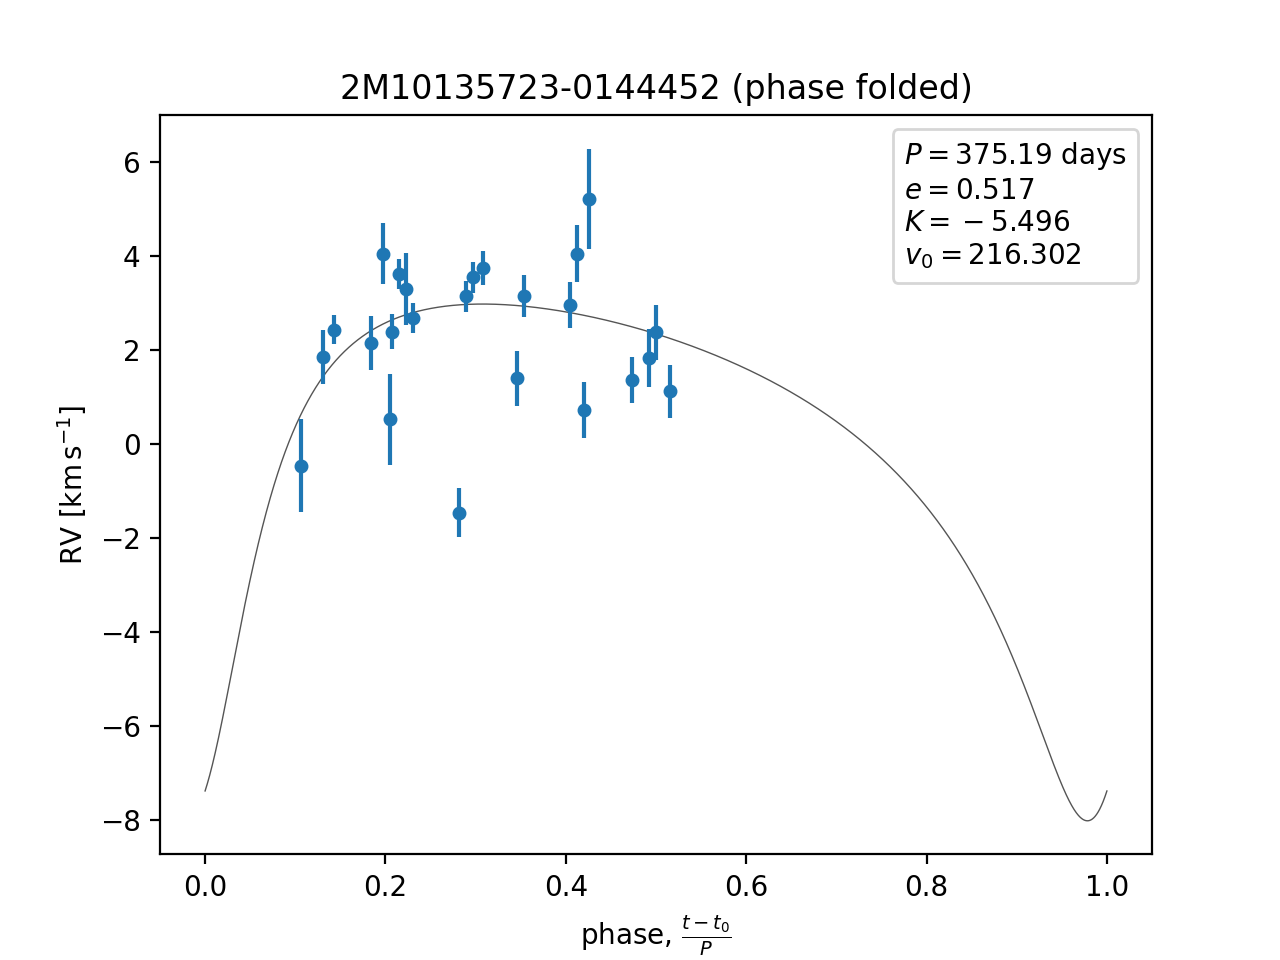 2M10135723-0144452 (phase folded)
P = 375.19 days
e = 0.517
K = −5.496
v₀ = 216.302
RV [km s⁻¹]
6
4
2
0
−2
−4
−6
−8
0.0 0.2 0.4 0.6 0.8 1.0
phase, (t − t₀)/P